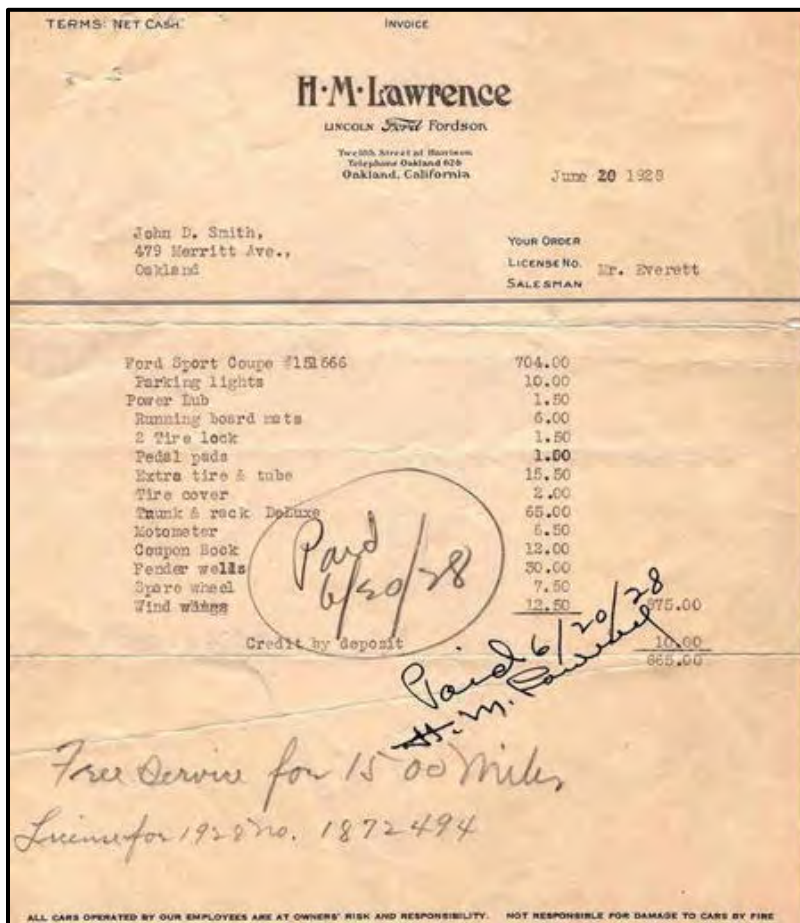 TERMS: NET CASH.
INVOICE
H·M·Lawrence
LINCOLN Ford Fordson
Twelfth Street at Harrison
Telephone Oakland 626
Oakland, California
June 20 1928
John D. Smith,
479 Merritt Ave.,
Oakland
YOUR ORDER
LICENSE NO.
SALESMAN Mr. Everett
Ford Sport Coupe #151566 704.00
Parking lights 10.00
Power Lub 1.50
Running board mats 6.00
2 Tire lock 1.50
Pedal pads 1.00
Extra tire & tube 15.50
Tire cover 2.00
Trunk & rack DeLuxe 65.00
Motometer 6.50
Coupon Book 12.00
Fender wells 30.00
Spare wheel 7.50
Wind wings 12.50 875.00
Credit by deposit 10.00
865.00
Paid
6/20/28
Paid 6/20/28
H. M. Lawrence
Free Service for 1500 Miles
License for 1928 no. 1872494
ALL CARS OPERATED BY OUR EMPLOYEES ARE AT OWNERS' RISK AND RESPONSIBILITY. NOT RESPONSIBLE FOR DAMAGE TO CARS BY FIRE